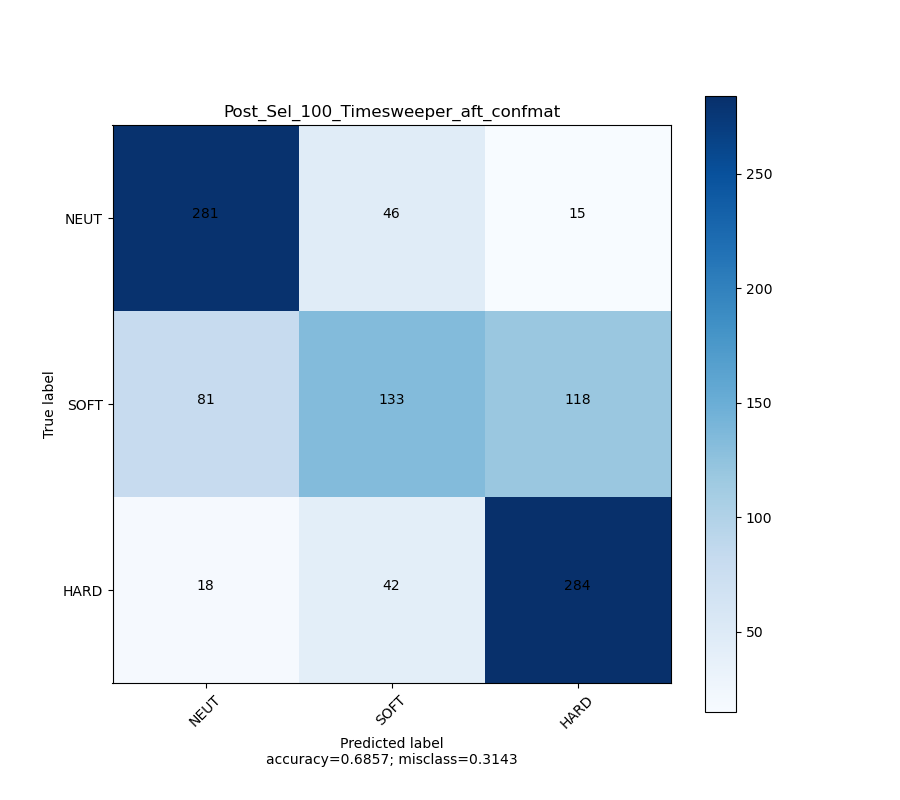 Post_Sel_100_Timesweeper_aft_confmat
NEUT 281 46 15
SOFT 81 133 118
HARD 18 42 284
NEUT SOFT HARD
True label
Predicted label
accuracy=0.6857; misclass=0.3143
250
200
150
100
50